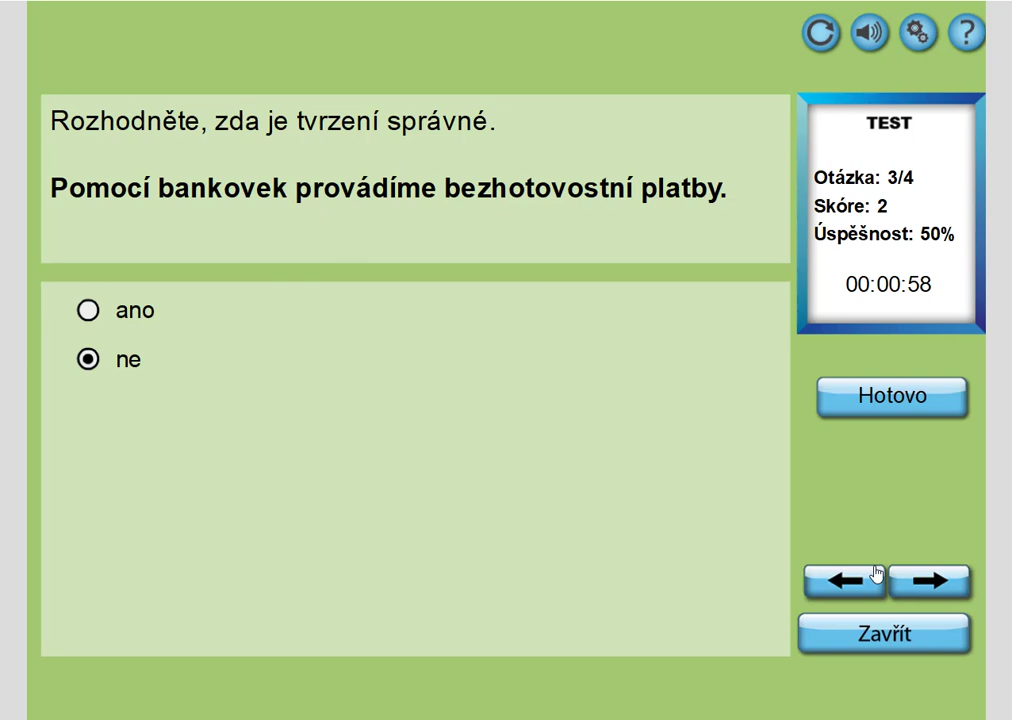 Rozhodněte, zda je tvrzení správné.
Pomocí bankovek provádíme bezhotovostní platby.
ano
ne
?
TEST
Otázka: 3/4
Skóre: 2
Úspěšnost: 50%
00:00:58
Hotovo
Zavřít